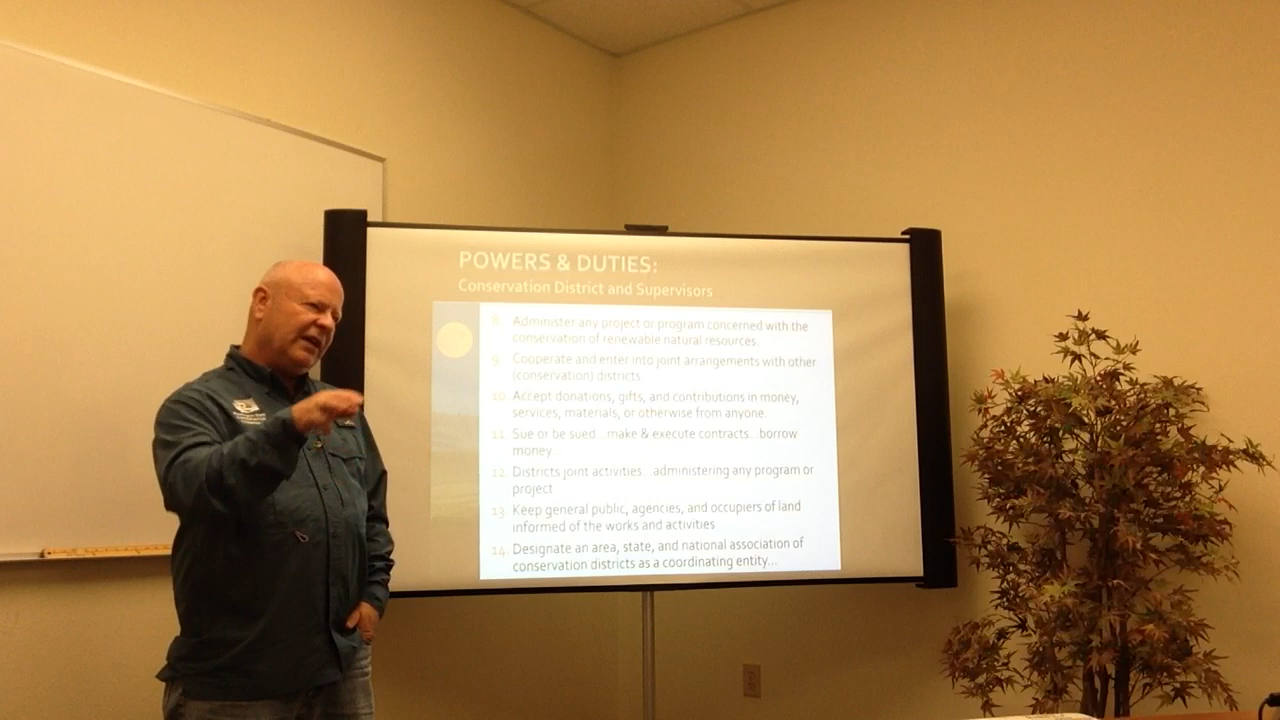 POWERS & DUTIES:
Conservation District and Supervisors
8. Administer any project or program concerned with the
conservation of renewable natural resources.
9. Cooperate and enter into joint arrangements with other
(conservation) districts.
10. Accept donations, gifts, and contributions in money,
services, materials, or otherwise from anyone.
11. Sue or be sued...make & execute contracts...borrow
money...
12. Districts joint activities...administering any program or
project
13. Keep general public, agencies, and occupiers of land
informed of the works and activities
14. Designate an area, state, and national association of
conservation districts as a coordinating entity...